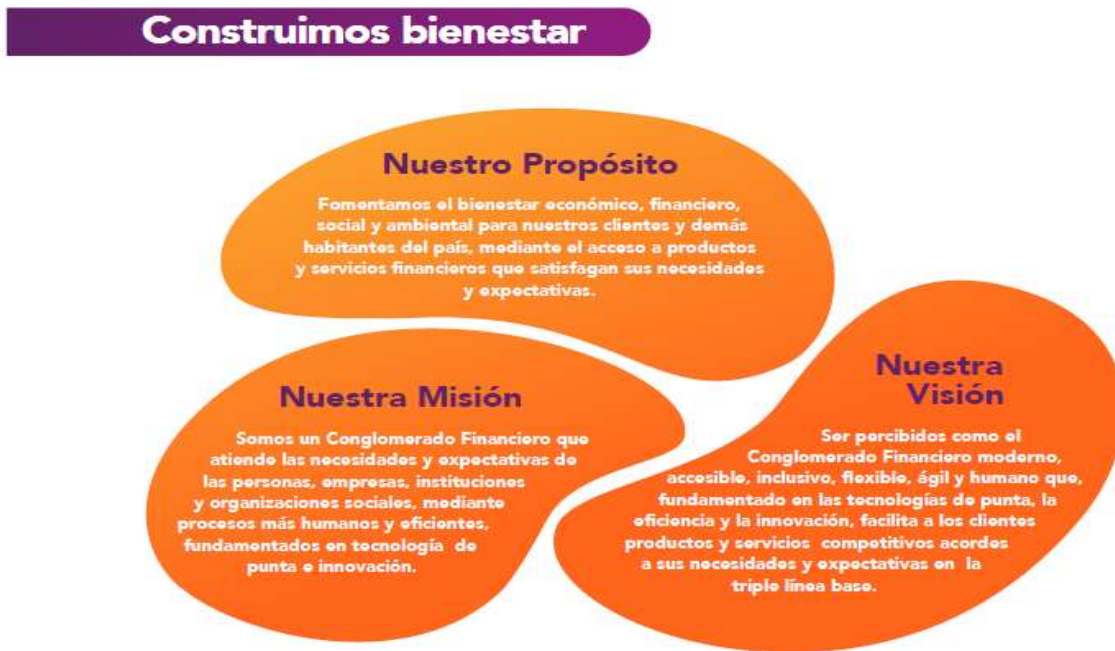 Construimos bienestar
Nuestro Propósito
Fomentamos el bienestar económico, financiero,
social y ambiental para nuestros clientes y demás
habitantes del país, mediante el acceso a productos
y servicios financieros que satisfagan sus necesidades
y expectativas.
Nuestra Misión
Somos un Conglomerado Financiero que
atiende las necesidades y expectativas de
las personas, empresas, instituciones
y organizaciones sociales, mediante
procesos más humanos y eficientes,
fundamentados en tecnología de
punta e innovación.
Nuestra
Visión
Ser percibidos como el
Conglomerado Financiero moderno,
accesible, inclusivo, flexible, ágil y humano que,
fundamentado en las tecnologías de punta, la
eficiencia y la innovación, facilita a los clientes
productos y servicios competitivos acordes
a sus necesidades y expectativas en la
triple línea base.